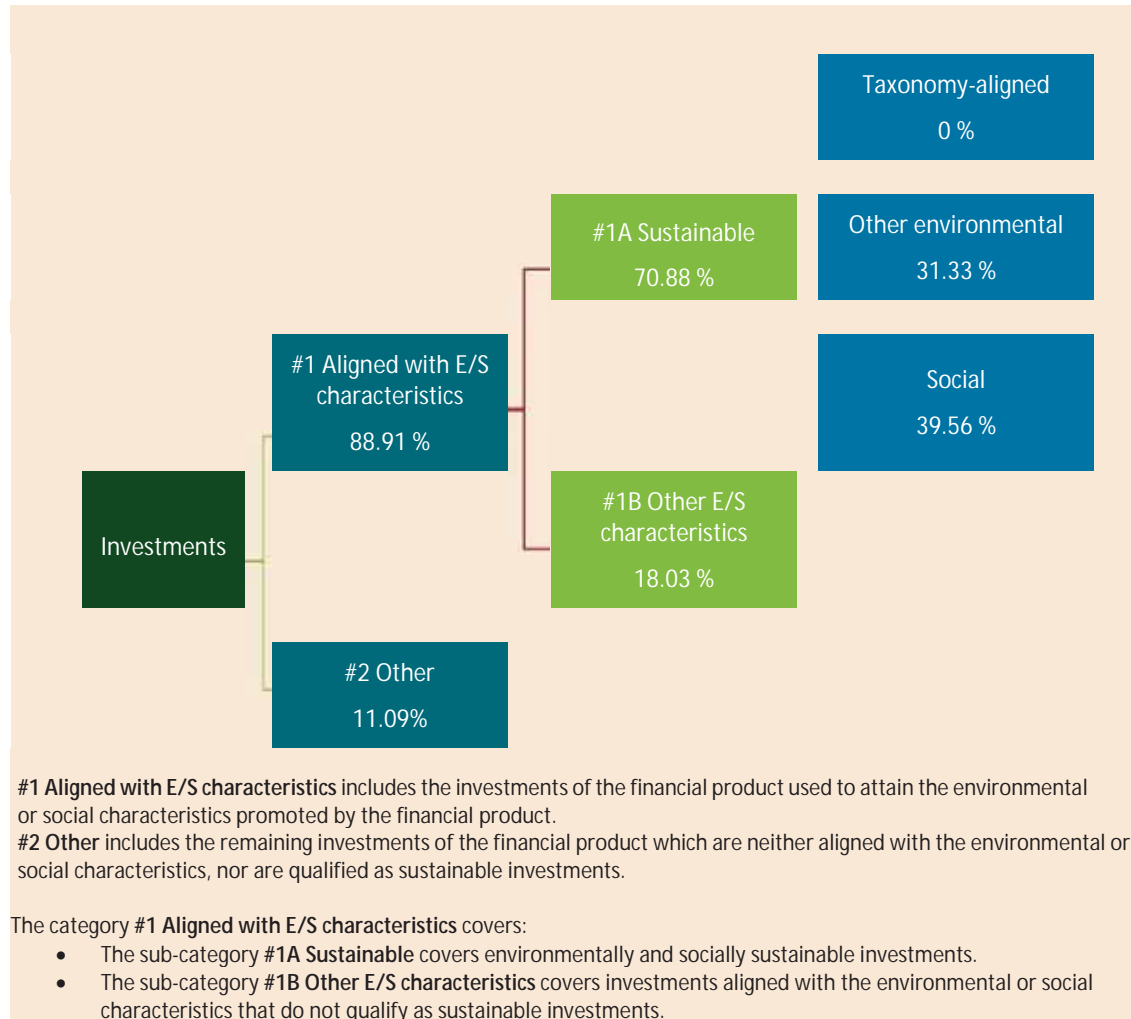 Taxonomy-aligned
0 %
#1A Sustainable
70.88 %
Other environmental
31.33 %
#1 Aligned with E/S
characteristics
88.91 %
Social
39.56 %
Investments
#1B Other E/S
characteristics
18.03 %
#2 Other
11.09%
#1 Aligned with E/S characteristics includes the investments of the financial product used to attain the environmental
or social characteristics promoted by the financial product.
#2 Other includes the remaining investments of the financial product which are neither aligned with the environmental or
social characteristics, nor are qualified as sustainable investments.
The category #1 Aligned with E/S characteristics covers:
• The sub-category #1A Sustainable covers environmentally and socially sustainable investments.
• The sub-category #1B Other E/S characteristics covers investments aligned with the environmental or social
characteristics that do not qualify as sustainable investments.